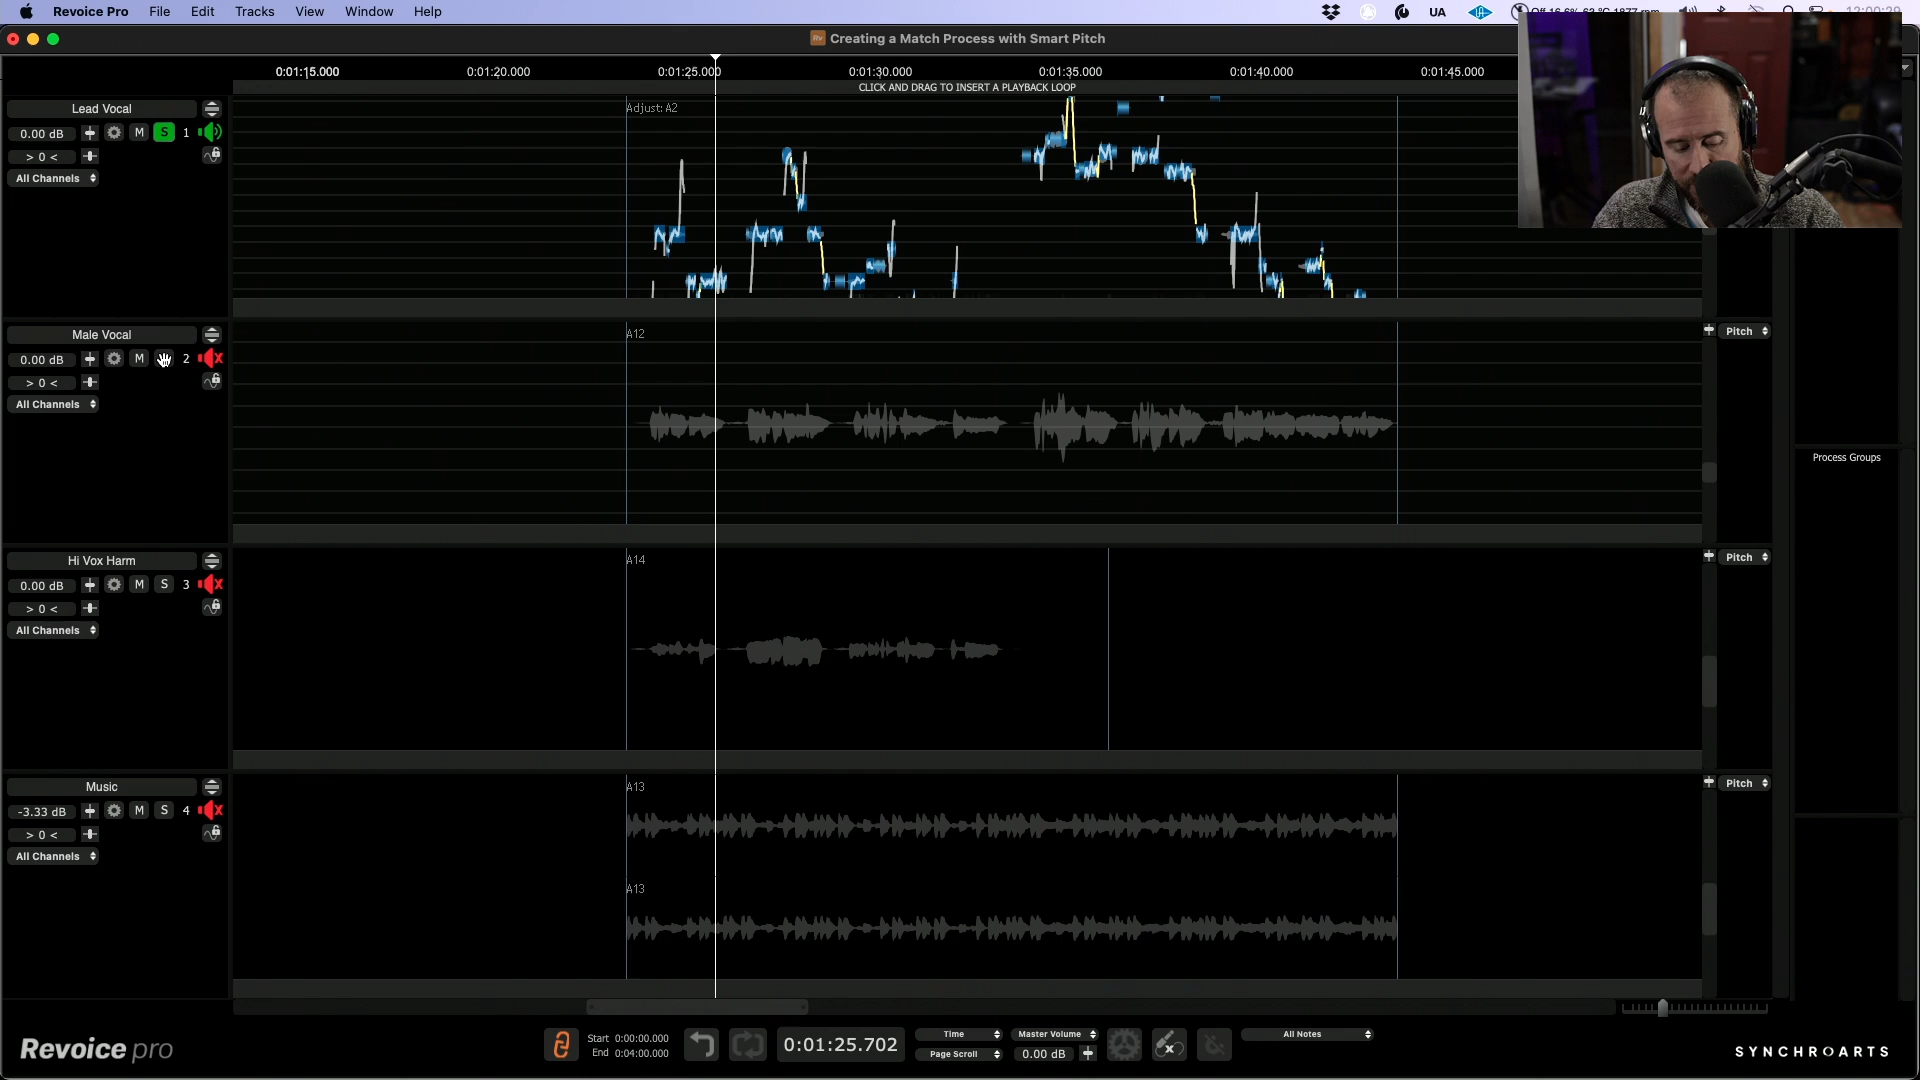 Revoice Pro File Edit Tracks View Window Help UA
Creating a Match Process with Smart Pitch
0:01:15.000 0:01:20.000 0:01:25.000 0:01:30.000 0:01:35.000 0:01:40.000 0:01:45.000
CLICK AND DRAG TO INSERT A PLAYBACK LOOP
Lead Vocal
Adjust: A2
0.00 dB M S 1
> 0 <
All Channels
Male Vocal
A12
Pitch
0.00 dB M 2
> 0 <
All Channels
Process Groups
Hi Vox Harm
A14
Pitch
0.00 dB M S 3
> 0 <
All Channels
Music
A13
Pitch
-3.33 dB M S 4
> 0 <
All Channels
A13
Revoice pro
Start 0:00:00.000
End 0:04:00.000
0:01:25.702
Time
Page Scroll
Master Volume
0.00 dB
All Notes
SYNCHROARTS